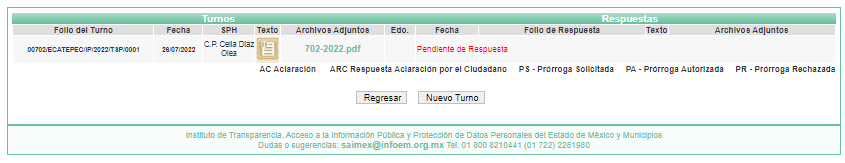 Turnos Respuestas
Folio del Turno Fecha SPH Texto Archivos Adjuntos Edo. Fecha Folio de Respuesta Texto Archivos Adjuntos
00702/ECATEPEC/IP/2022/TSP/0001 28/07/2022 C.P. Celia Diaz Olea 702-2022.pdf Pendiente de Respuesta
AC Aclaración ARC Respuesta Aclaración por el Ciudadano PS - Prórroga Solicitada PA - Prórroga Autorizada PR - Prórroga Rechazada
Regresar Nuevo Turno
Instituto de Transparencia, Acceso a la Información Pública y Protección de Datos Personales del Estado de México y Municipios
Dudas o sugerencias: saimex@infoem.org.mx Tel. 01 800 8210441 (01 722) 2261980